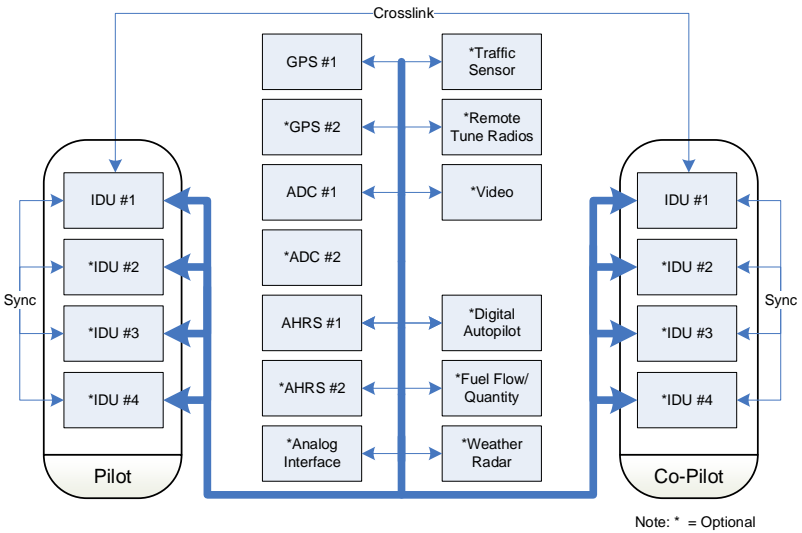 Crosslink
GPS #1
*Traffic
Sensor
*GPS #2
*Remote
Tune Radios
IDU #1
ADC #1
*Video
IDU #1
*IDU #2
*ADC #2
*IDU #2
Sync
Sync
*IDU #3
AHRS #1
*Digital
Autopilot
*IDU #3
*IDU #4
*AHRS #2
*Fuel Flow/
Quantity
*IDU #4
*Analog
Interface
*Weather
Radar
Pilot
Co-Pilot
Note: * = Optional